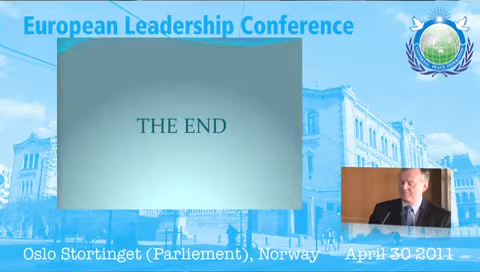 European Leadership Conference
THE END
Oslo Stortinget (Parliement), Norway April 30 2011